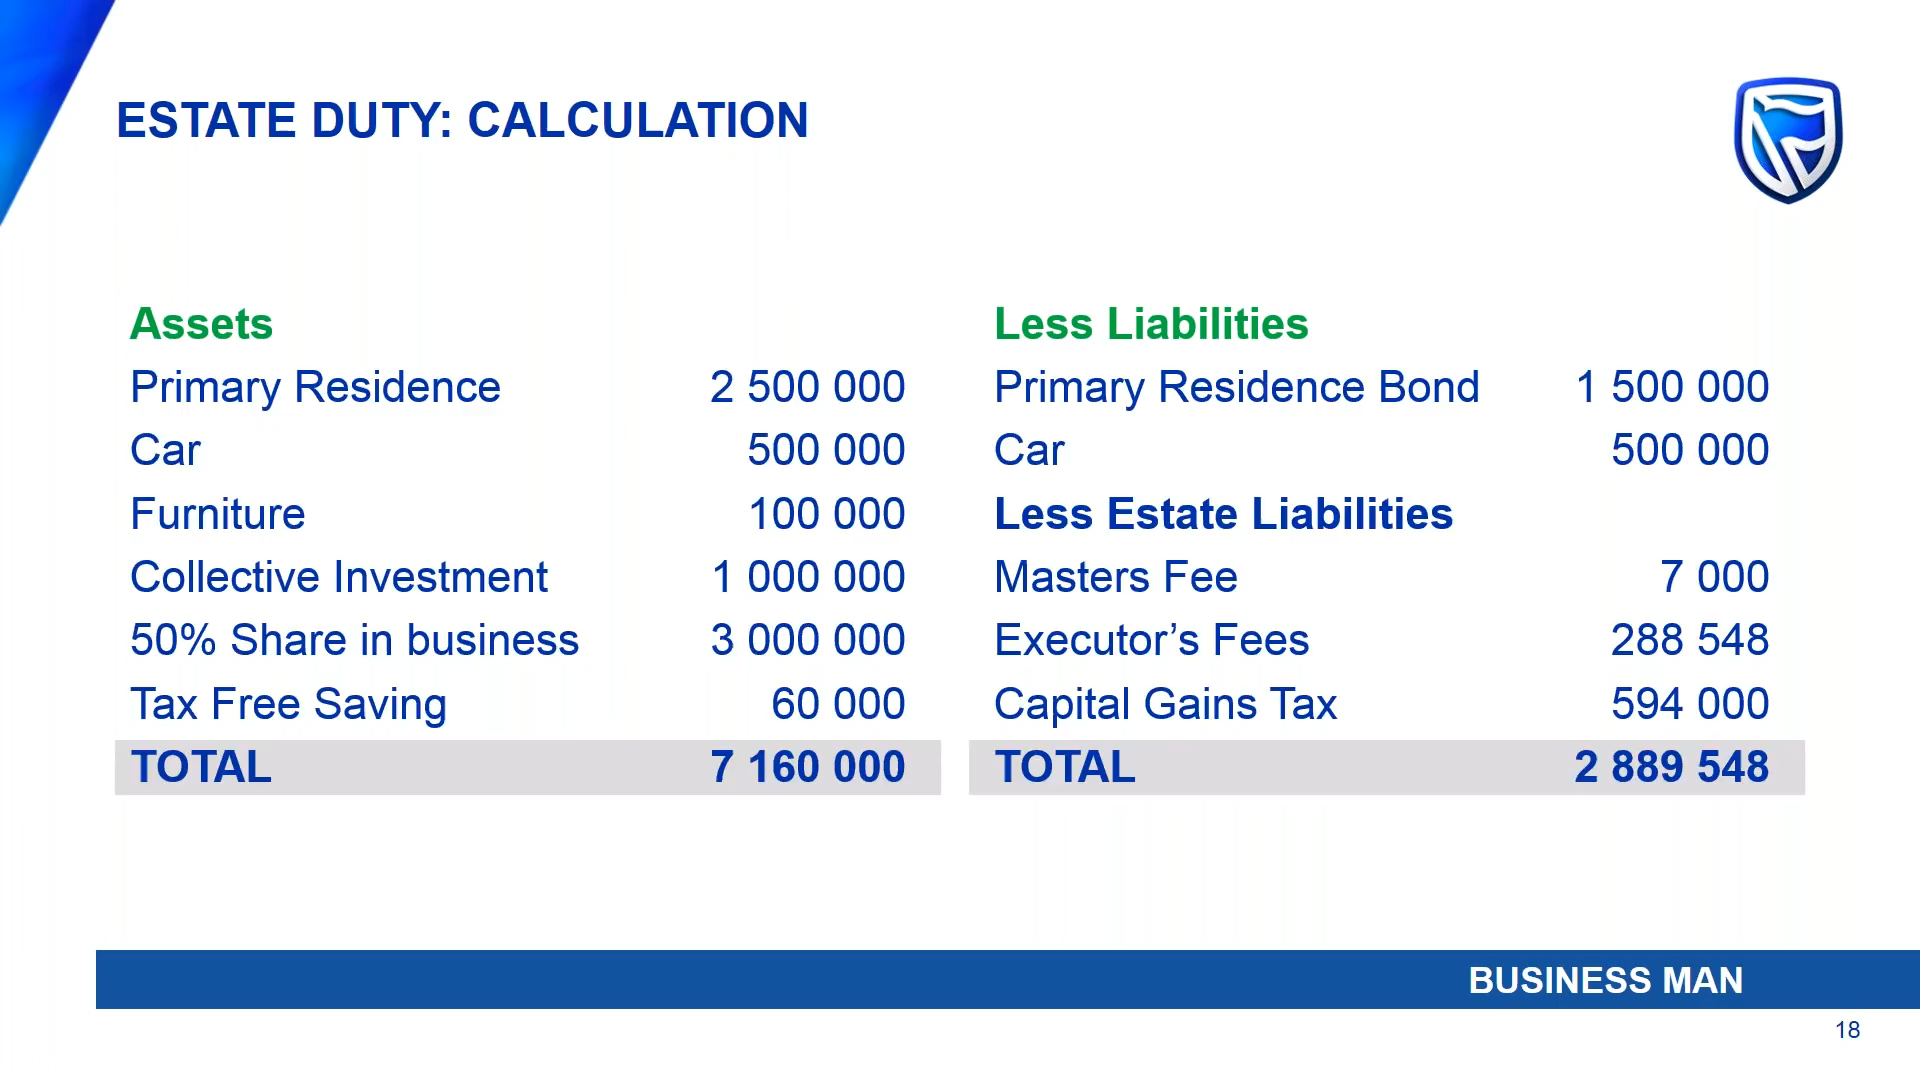 ESTATE DUTY: CALCULATION
Assets
Primary Residence 2 500 000
Car 500 000
Furniture 100 000
Collective Investment 1 000 000
50% Share in business 3 000 000
Tax Free Saving 60 000
TOTAL 7 160 000
Less Liabilities
Primary Residence Bond 1 500 000
Car 500 000
Less Estate Liabilities
Masters Fee 7 000
Executor’s Fees 288 548
Capital Gains Tax 594 000
TOTAL 2 889 548
BUSINESS MAN
18